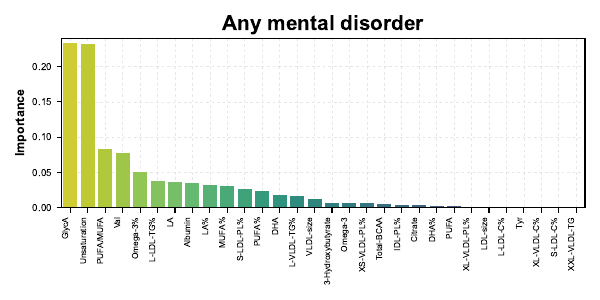 Any mental disorder
Importance
0.20
0.15
0.10
0.05
0.00
GlycA
Unsaturation
PUFA/MUFA
Val
Omega-3%
L-LDL-TG%
LA
Albumin
LA%
MUFA%
S-LDL-PL%
PUFA%
DHA
L-VLDL-TG%
VLDL-size
3-Hydroxybutyrate
Omega-3
XS-VLDL-PL%
Total-BCAA
IDL-PL%
Citrate
DHA%
PUFA
XL-VLDL-PL%
LDL-size
L-LDL-C%
Tyr
XL-VLDL-C%
S-LDL-C%
XXL-VLDL-TG